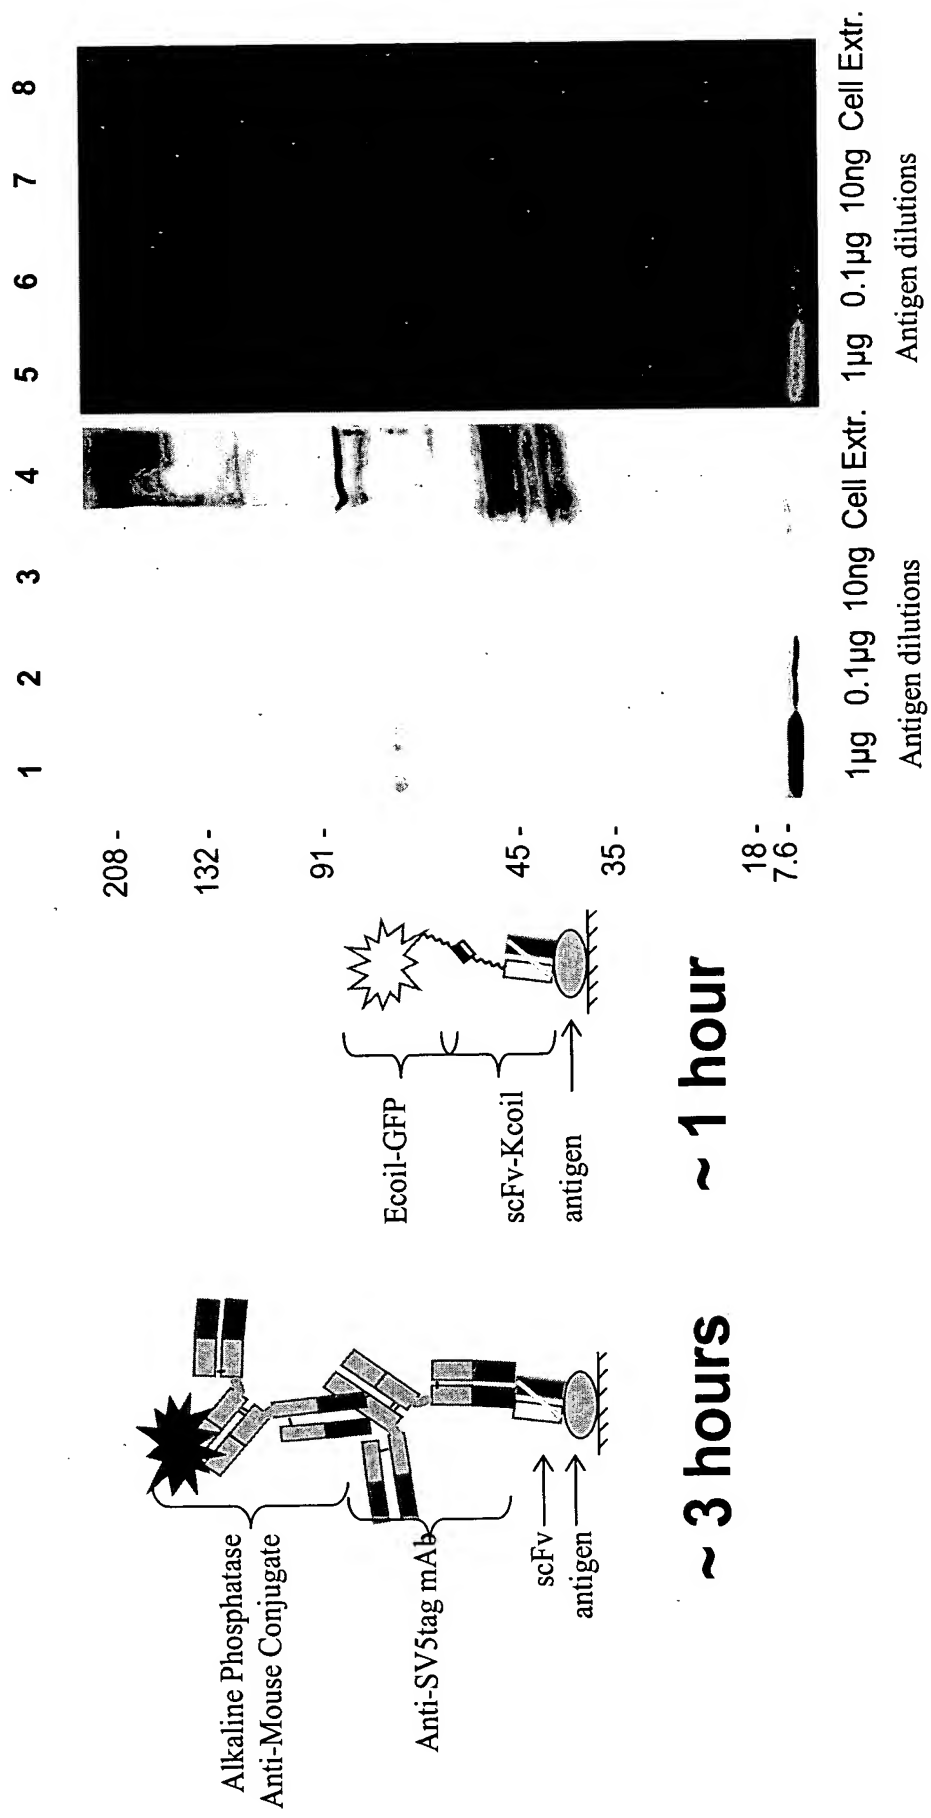 Alkaline Phosphatase
Anti-Mouse Conjugate
Anti-SV5tag mAb
scFv
antigen
~ 3 hours
Ecoil-GFP
scFv-Kcoil
antigen
~ 1 hour
208 -
132 -
91 -
45 -
35 -
18 -
7.6 -
1 2 3 4 5 6 7 8
1µg 0.1µg 10ng Cell Extr. 1µg 0.1µg 10ng Cell Extr.
Antigen dilutions Antigen dilutions